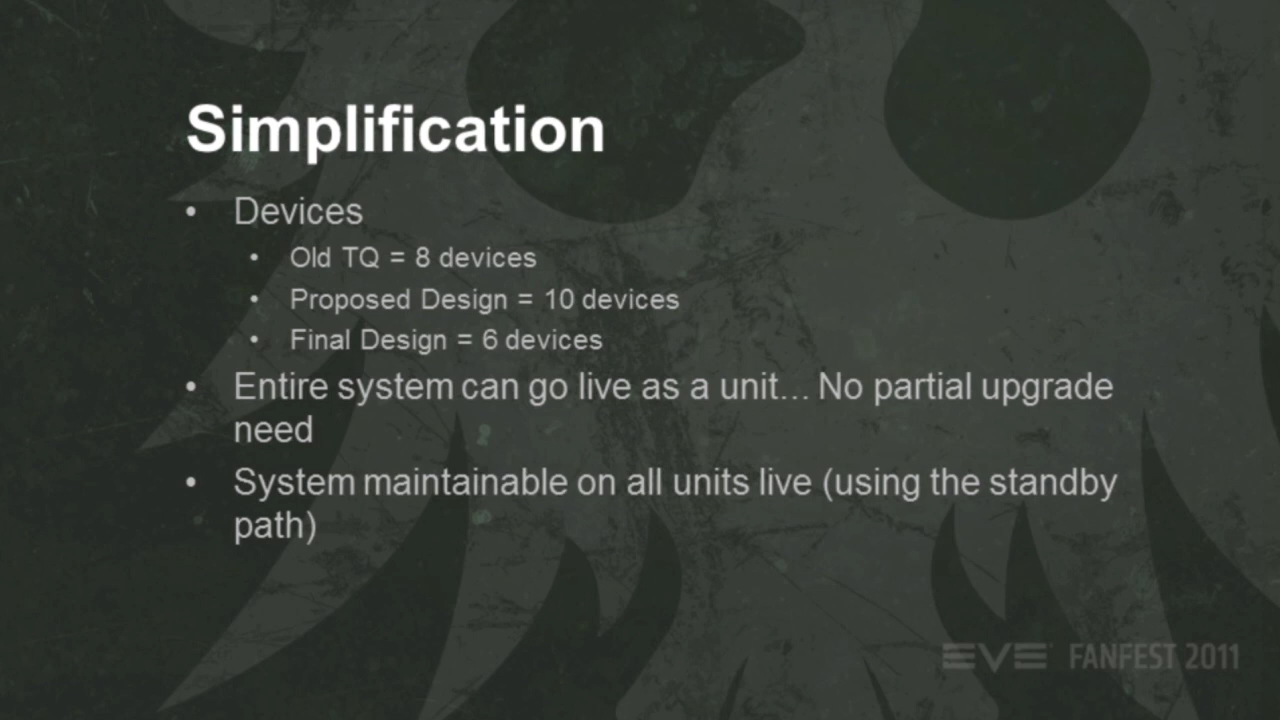 Simplification
• Devices
• Old TQ = 8 devices
• Proposed Design = 10 devices
• Final Design = 6 devices
• Entire system can go live as a unit... No partial upgrade
need
• System maintainable on all units live (using the standby
path)
EVE FANFEST 2011